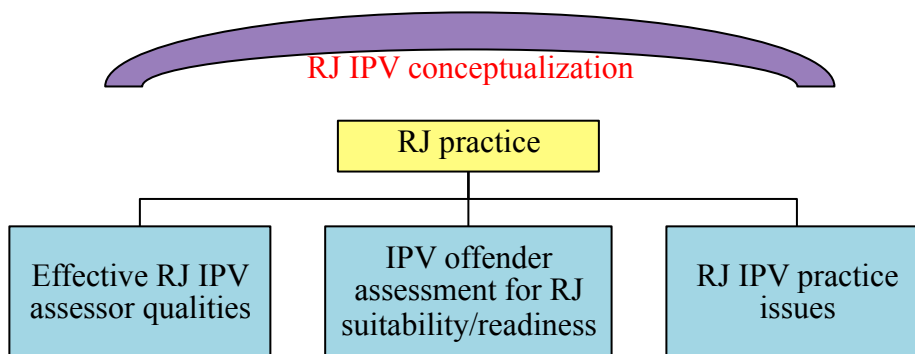 RJ IPV conceptualization
RJ practice
Effective RJ IPV
assessor qualities
IPV offender
assessment for RJ
suitability/readiness
RJ IPV practice
issues